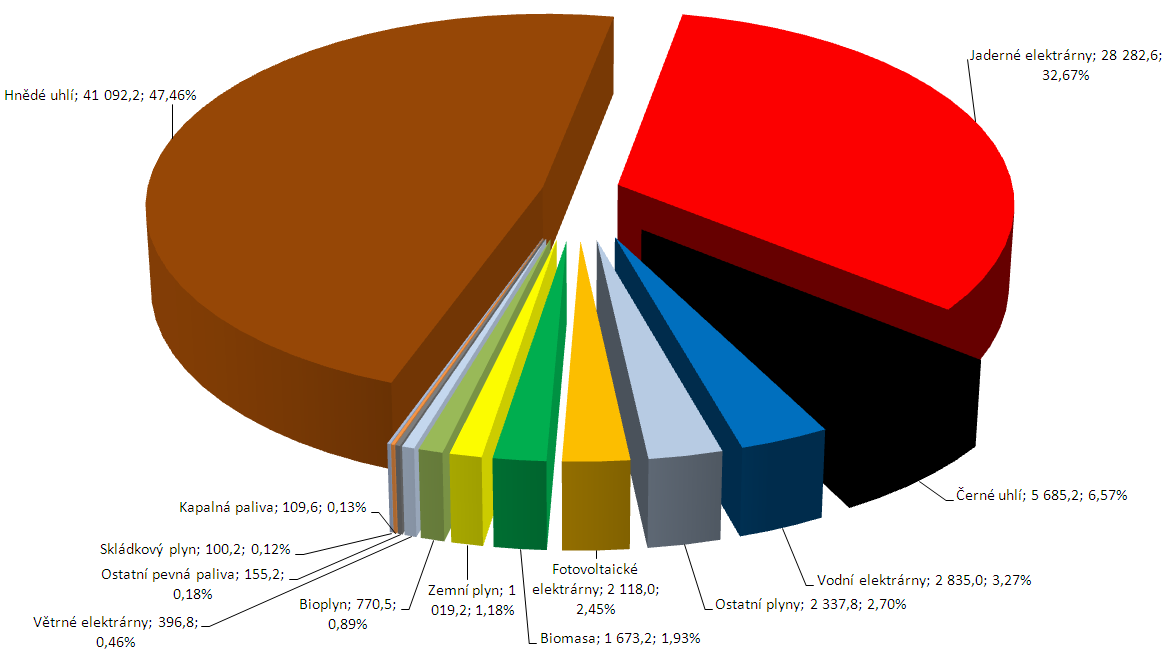 Jaderné elektrárny; 28 282,6;
32,67%
Hnědé uhlí; 41 092,2; 47,46%
Černé uhlí; 5 685,2; 6,57%
Kapalná paliva; 109,6; 0,13%
Skládkový plyn; 100,2; 0,12%
Ostatní pevná paliva; 155,2;
0,18%
Větrné elektrárny; 396,8;
0,46%
Bioplyn; 770,5;
0,89%
Zemní plyn; 1
019,2; 1,18%
Biomasa; 1 673,2; 1,93%
Fotovoltaické
elektrárny; 2 118,0;
2,45%
Ostatní plyny; 2 337,8; 2,70%
Vodní elektrárny; 2 835,0; 3,27%